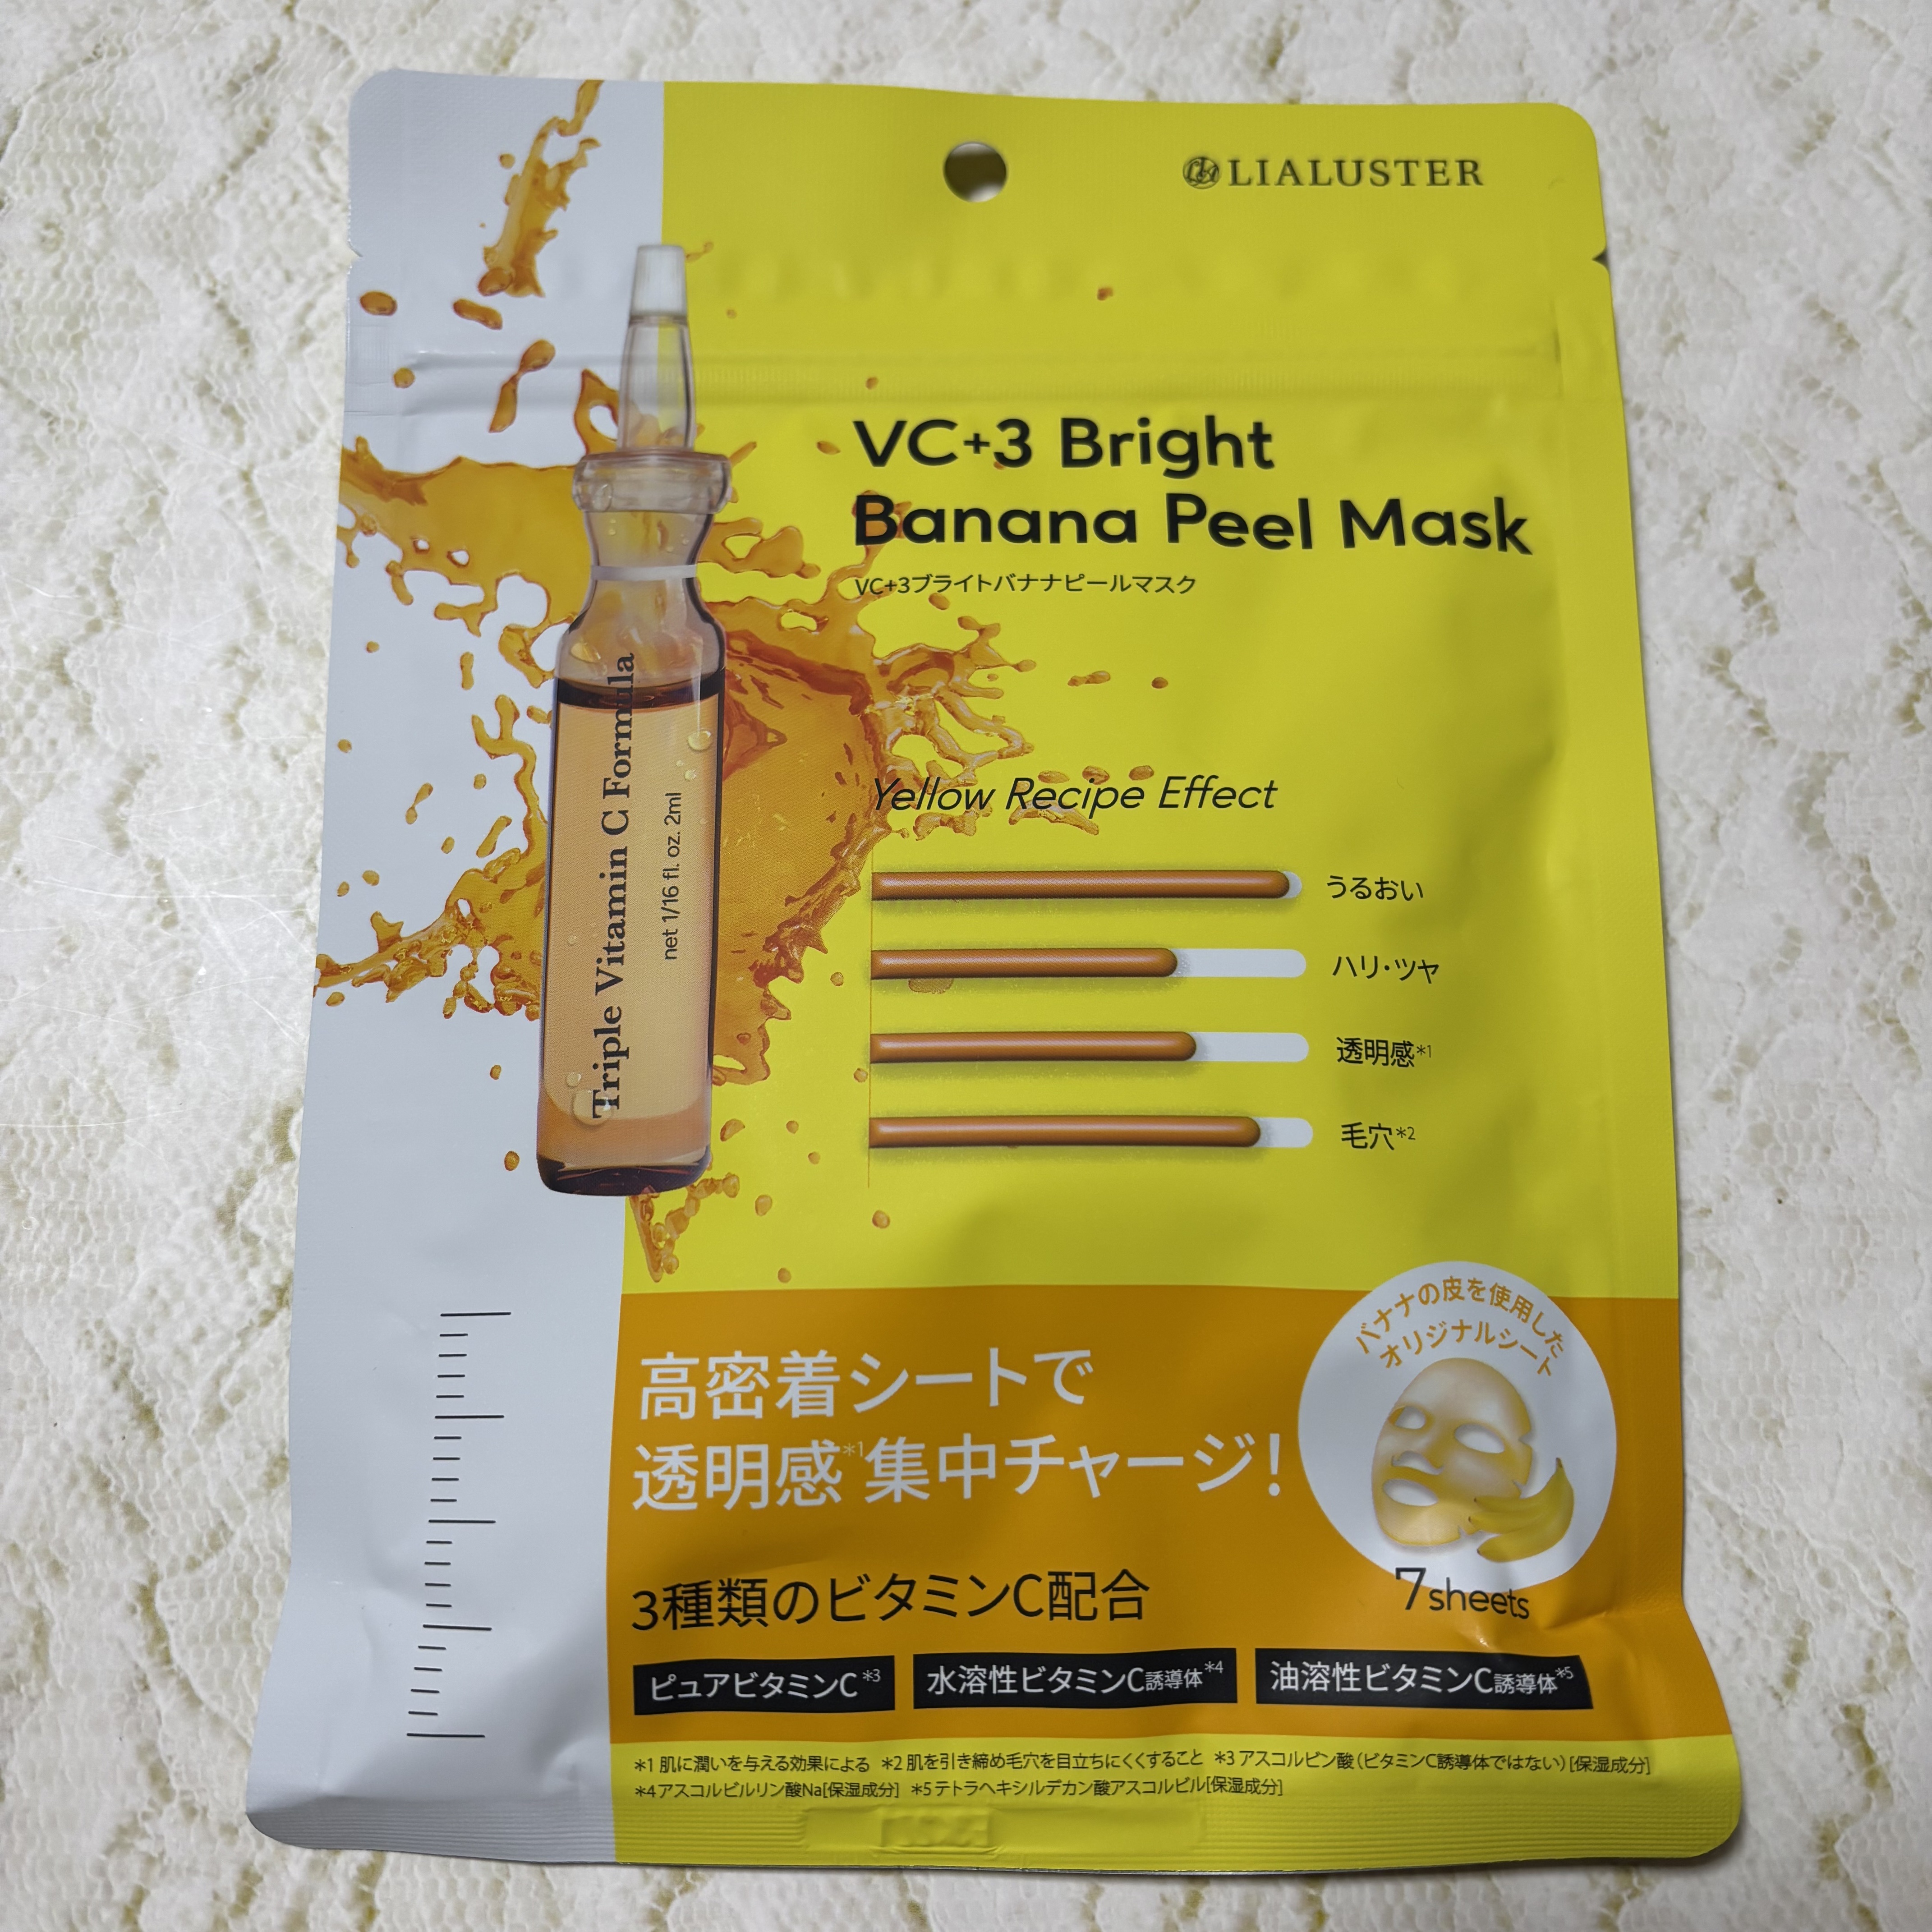 LIALUSTER
VC+3 Bright
Banana Peel Mask
VC+3ブライトバナナピールマスク
Triple Vitamin C Formula
net 1/16 fl. oz. 2ml
Yellow Recipe Effect
うるおい
ハリ・ツヤ
透明感*1
毛穴*2
バナナの皮を使用した
オリジナルシート
高密着シートで
透明感*1集中チャージ!
7sheets
3種類のビタミンC配合
ピュアビタミンC*3 水溶性ビタミンC誘導体*4 油溶性ビタミンC誘導体*5
*1 肌に潤いを与える効果による *2 肌を引き締め毛穴を目立ちにくくすること *3 アスコルビン酸(ビタミンC誘導体ではない)[保湿成分]
*4 アスコルビルリン酸Na[保湿成分] *5 テトラヘキシルデカン酸アスコルビル[保湿成分]